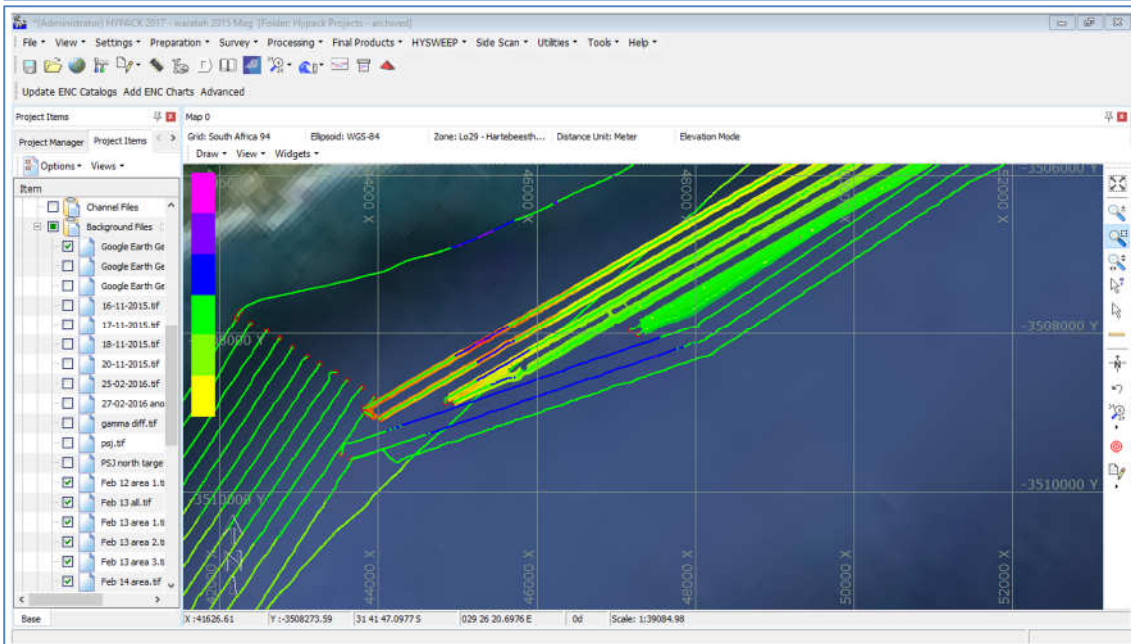 *(Administrator) HYPACK 2017 - waratah 2015 Mag [Folder: Hypack Projects - archived]
File View Settings Preparation Survey Processing Final Products HYSWEEP Side Scan Utilities Tools Help
Update ENC Catalogs Add ENC Charts Advanced
Project Items
Map 0
Project Manager Project Items
Grid: South Africa 94 Ellipsoid: WGS-84 Zone: Lo29 - Hartebeesth... Distance Unit: Meter Elevation Mode
Options Views
Draw View Widgets
Item
Channel Files
Background Files
Google Earth Ge
Google Earth Ge
Google Earth Ge
16-11-2015.tif
17-11-2015.tif
18-11-2015.tif
20-11-2015.tif
25-02-2016.tif
27-02-2016 ano
gamma diff.tif
psj.tif
PSJ north targe
Feb 12 area 1.ti
Feb 13 all.tif
Feb 13 area 1.ti
Feb 13 area 2.ti
Feb 13 area 3.ti
Feb 14 area.tif
44000 X
46000 X
48000 X
50000 X
52000 X
-3506000 Y
-3508000 Y
-3510000 Y
-3510000 Y
42000 X
44000 X
46000 X
48000 X
50000 X
52000 X
Base
X :41626.61 Y :-3508273.59 31 41 47.0977 S 029 26 20.6976 E 0d Scale: 1:39084.98